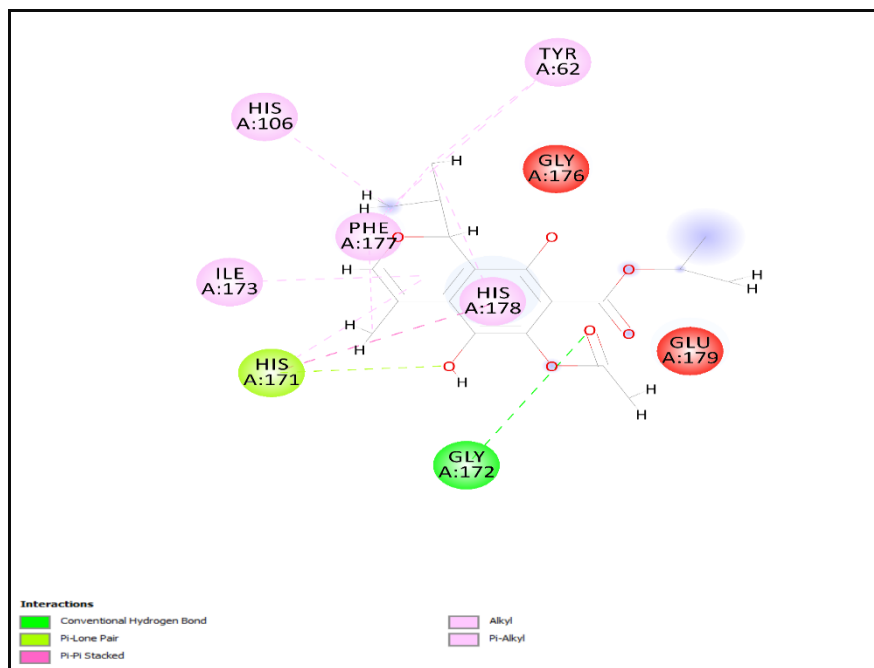 TYR
A:62
HIS
A:106
GLY
A:176
H
H
H
PHE
A:177
O
H
O
H
ILE
A:173
O
H
H
HIS
A:178
H
H
O
O
GLU
A:179
HIS
A:171
O
H
O
H
H
GLY
A:172
Interactions
Conventional Hydrogen Bond
Pi-Lone Pair
Pi-Pi Stacked
Alkyl
Pi-Alkyl